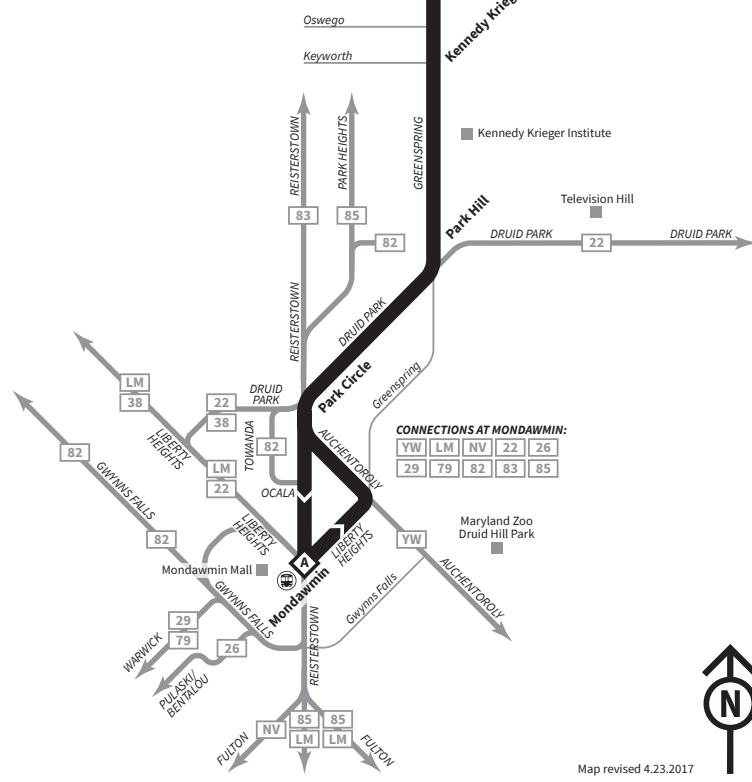 Oswego
Kennedy Krieg
Keyworth
REISTERSTOWN
PARK HEIGHTS
GREENSPRING
Kennedy Krieger Institute
Television Hill
83
85
Park Hill
82
DRUID PARK
22
DRUID PARK
REISTERSTOWN
DRUID PARK
LM
38
DRUID
PARK
22
38
Park Circle
Greenspring
CONNECTIONS AT MONDAWMIN:
YW LM NV 22 26
29 79 82 83 85
LIBERTY
HEIGHTS
TOWANDA
82
AUCHENTOROLY
82
GWYNNS FALLS
LM
22
OCALA
82
LIBERTY
HEIGHTS
LIBERTY
HEIGHTS
YW
Maryland Zoo
Druid Hill Park
Mondawmin Mall
A
Mondawmin
AUCHENTOROLY
Gwynns Falls
GWYNNS FALLS
29
79
WARWICK
26
PULASKI/
BENTALOU
REISTERSTOWN
NV
85
LM
85
LM
FULTON
FULTON
N
Map revised 4.23.2017